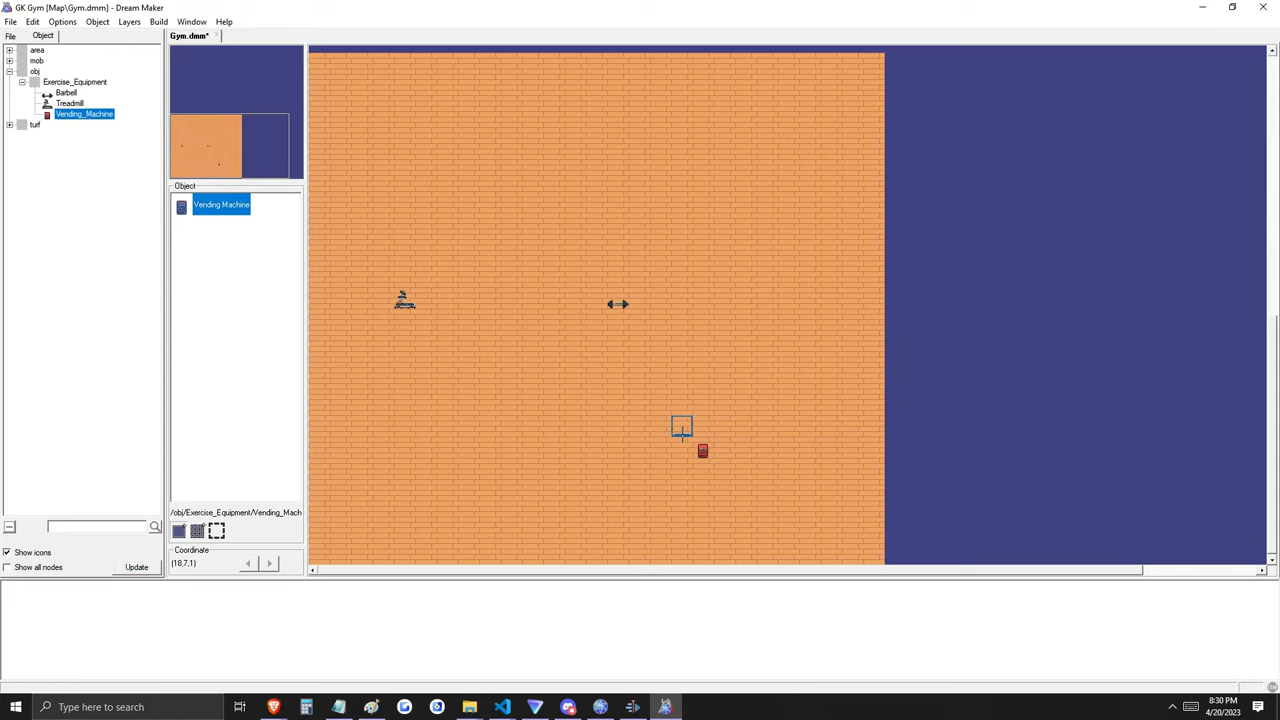 GK Gym [Map\Gym.dmm] - Dream Maker
File Edit Options Object Layers Build Window Help
File Object
Gym.dmm*
area
mob
obj
Exercise_Equipment
Barbell
Treadmill
Vending_Machine
turf
Object
Vending Machine
/obj/Exercise_Equipment/Vending_Mach
Show icons
Show all nodes
Update
Coordinate
(18,7,1)
Type here to search
8:30 PM
4/20/2023